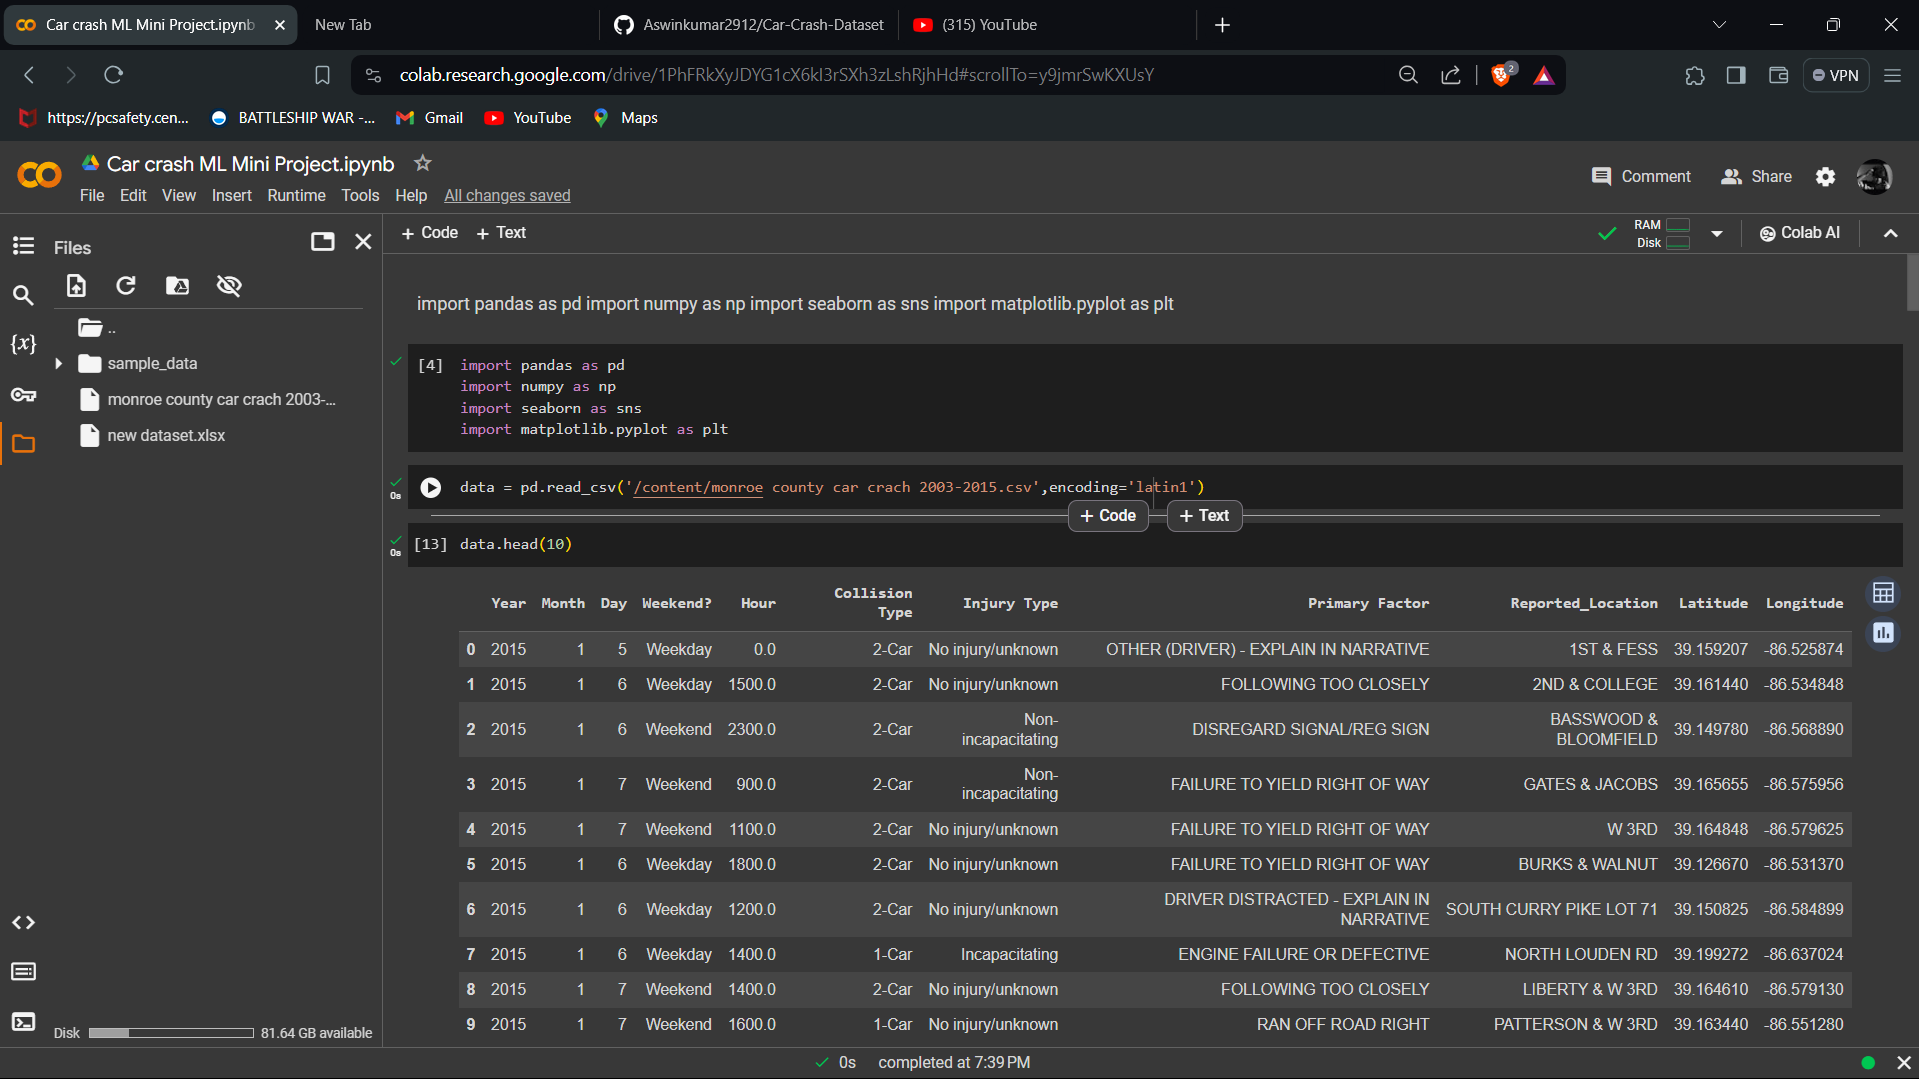 Car crash ML Mini Project.ipynb
New Tab
Aswinkumar2912/Car-Crash-Dataset
(315) YouTube
colab.research.google.com/drive/1PhFRkXyJDYG1cX6kI3rSXh3zLshRjhHd#scrollTo=y9jmrSwKXUsY
2
VPN
https://pcsafety.cen...
BATTLESHIP WAR -...
Gmail
YouTube
Maps
Car crash ML Mini Project.ipynb
File Edit View Insert Runtime Tools Help All changes saved
Comment
Share
Files
+ Code + Text
RAM
Disk
Colab AI
..
sample_data
monroe county car crach 2003-...
new dataset.xlsx
{x}
import pandas as pd import numpy as np import seaborn as sns import matplotlib.pyplot as plt
[4] import pandas as pd
import numpy as np
import seaborn as sns
import matplotlib.pyplot as plt
0s
data = pd.read_csv('/content/monroe county car crach 2003-2015.csv',encoding='latin1')
+ Code + Text
0s
[13] data.head(10)
Year Month Day Weekend? Hour Collision Type Injury Type Primary Factor Reported_Location Latitude Longitude
0 2015 1 5 Weekday 0.0 2-Car No injury/unknown OTHER (DRIVER) - EXPLAIN IN NARRATIVE 1ST & FESS 39.159207 -86.525874
1 2015 1 6 Weekday 1500.0 2-Car No injury/unknown FOLLOWING TOO CLOSELY 2ND & COLLEGE 39.161440 -86.534848
2 2015 1 6 Weekend 2300.0 2-Car Non-incapacitating DISREGARD SIGNAL/REG SIGN BASSWOOD & BLOOMFIELD 39.149780 -86.568890
3 2015 1 7 Weekend 900.0 2-Car Non-incapacitating FAILURE TO YIELD RIGHT OF WAY GATES & JACOBS 39.165655 -86.575956
4 2015 1 7 Weekend 1100.0 2-Car No injury/unknown FAILURE TO YIELD RIGHT OF WAY W 3RD 39.164848 -86.579625
5 2015 1 6 Weekday 1800.0 2-Car No injury/unknown FAILURE TO YIELD RIGHT OF WAY BURKS & WALNUT 39.126670 -86.531370
6 2015 1 6 Weekday 1200.0 2-Car No injury/unknown DRIVER DISTRACTED - EXPLAIN IN NARRATIVE SOUTH CURRY PIKE LOT 71 39.150825 -86.584899
7 2015 1 6 Weekday 1400.0 1-Car Incapacitating ENGINE FAILURE OR DEFECTIVE NORTH LOUDEN RD 39.199272 -86.637024
8 2015 1 7 Weekend 1400.0 2-Car No injury/unknown FOLLOWING TOO CLOSELY LIBERTY & W 3RD 39.164610 -86.579130
9 2015 1 7 Weekend 1600.0 1-Car No injury/unknown RAN OFF ROAD RIGHT PATTERSON & W 3RD 39.163440 -86.551280
Disk 81.64 GB available
0s completed at 7:39 PM